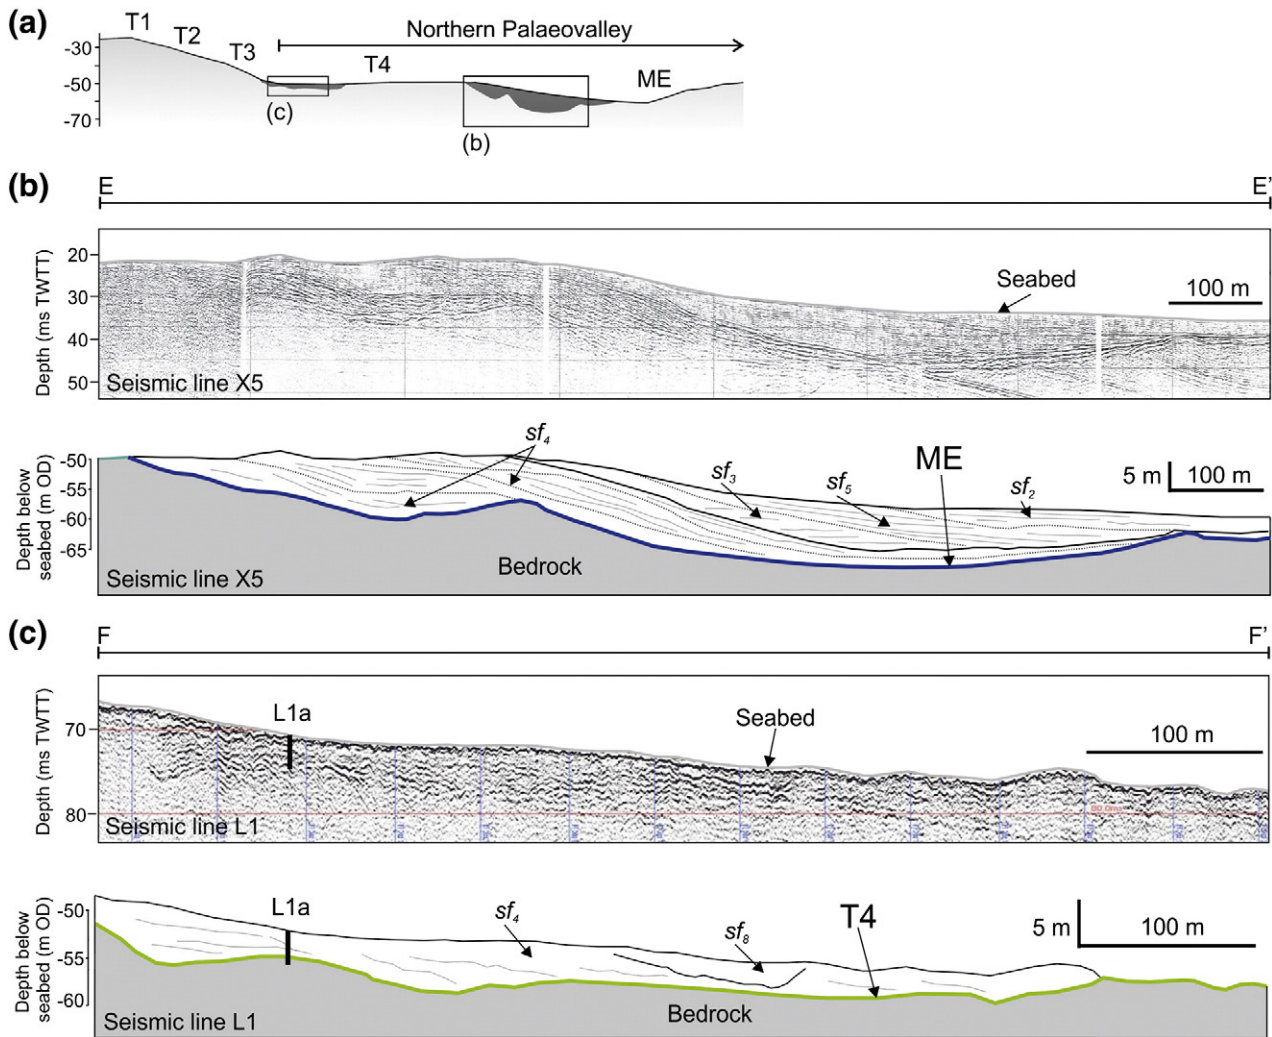 (a)
T1
T2
T3
Northern Palaeovalley
T4
ME
-30
-50
-70
(c)
(b)
(b)
E
E'
Depth (ms TWTT)
20
30
40
50
Seabed
100 m
Seismic line X5
Depth below
seabed (m OD)
-50
-55
-60
-65
sf4
sf3
sf5
ME
sf2
5 m
100 m
Bedrock
Seismic line X5
(c)
F
F'
Depth (ms TWTT)
70
80
L1a
Seabed
100 m
80.0ms
Seismic line L1
Depth below
seabed (m OD)
-50
-55
-60
L1a
sf4
sf8
T4
5 m
100 m
Bedrock
Seismic line L1